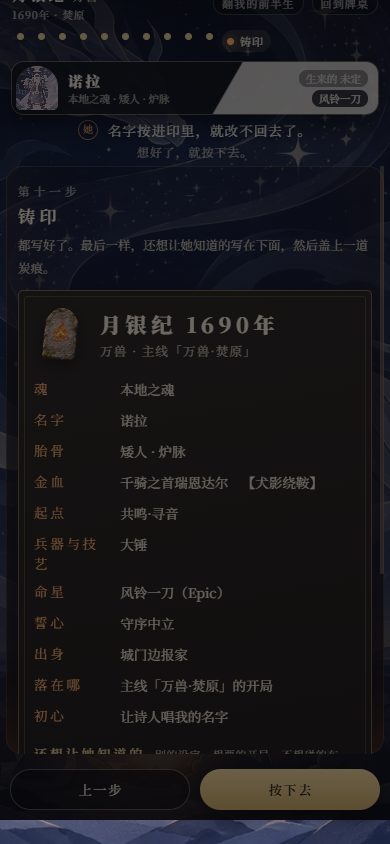 1690年 · 焚原
翻我的前半生
回到牌桌
铸印
诺拉
本地之魂 · 矮人 · 炉脉
生来的 未定
风铃一刀
她
名字按进印里，就改不回去了。
想好了，就按下去。
第十一步
铸印
都写好了。最后一样，还想让她知道的写在下面，然后盖上一道
炭痕。
月银纪 1690年
万兽 · 主线「万兽·焚原」
魂 本地之魂
名字 诺拉
胎骨 矮人 · 炉脉
金血 千骑之首瑞恩达尔 【犬影绕鞍】
起点 共鸣·寻音
兵器与技 大锤
艺
命星 风铃一刀（Epic）
誓心 守序中立
出身 城门边报家
落在哪 主线「万兽·焚原」的开局
初心 让诗人唱我的名字
还想让她知道的
上一步
按下去